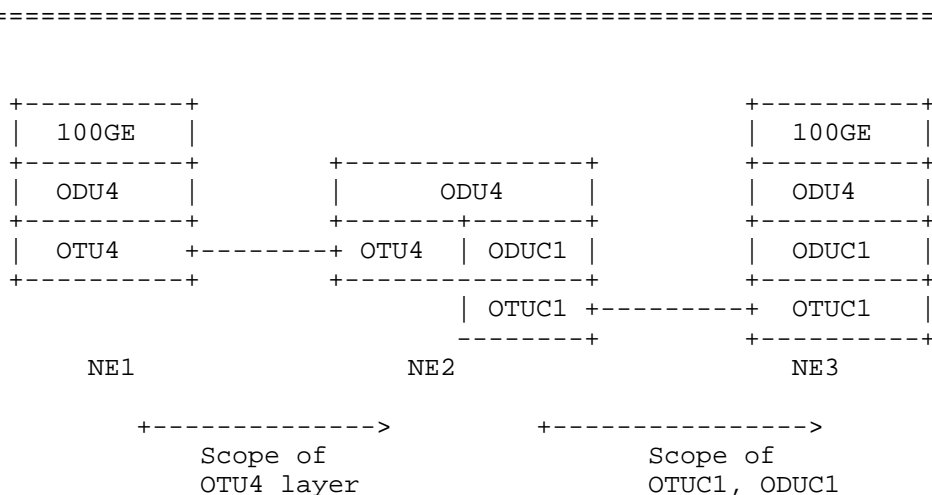 ===========================================================
+----------+                                   +----------+
|   100GE  |                                   |   100GE  |
+----------+        +---------------+          +----------+
|   ODU4   |        |      ODU4     |          |   ODU4   |
+----------+        +-------+-------+          +----------+
|   OTU4   +--------+ OTU4  | ODUC1 |          |   ODUC1  |
+----------+        +---------------+          +----------+
                            | OTUC1 +---------+   OTUC1   |
                            --------+          +----------+
NE1 NE2 NE3
+-------------->          +---------------->
Scope of Scope of
OTU4 layer OTUC1, ODUC1